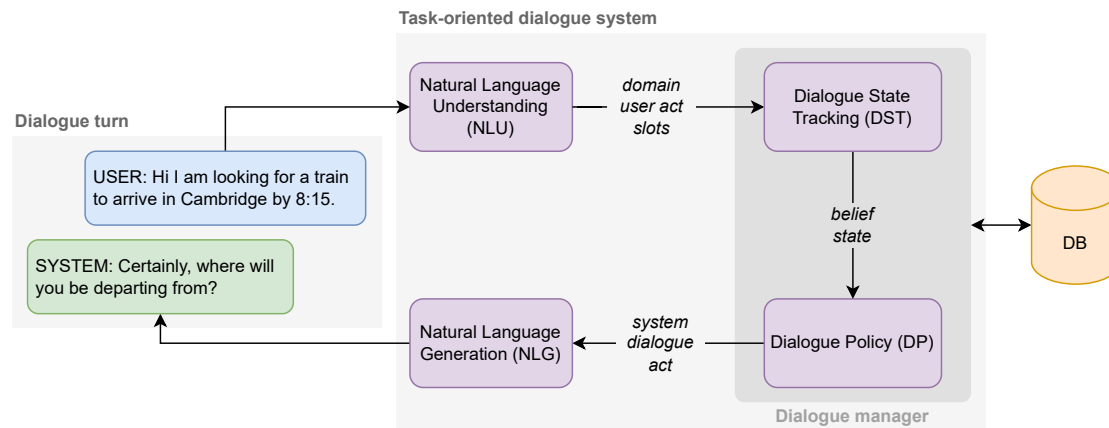 Task-oriented dialogue system
Natural Language
Understanding
(NLU)
domain
user act
slots
Dialogue State
Tracking (DST)
Dialogue turn
USER: Hi I am looking for a train
to arrive in Cambridge by 8:15.
belief
state
DB
SYSTEM: Certainly, where will
you be departing from?
Natural Language
Generation (NLG)
system
dialogue
act
Dialogue Policy (DP)
Dialogue manager